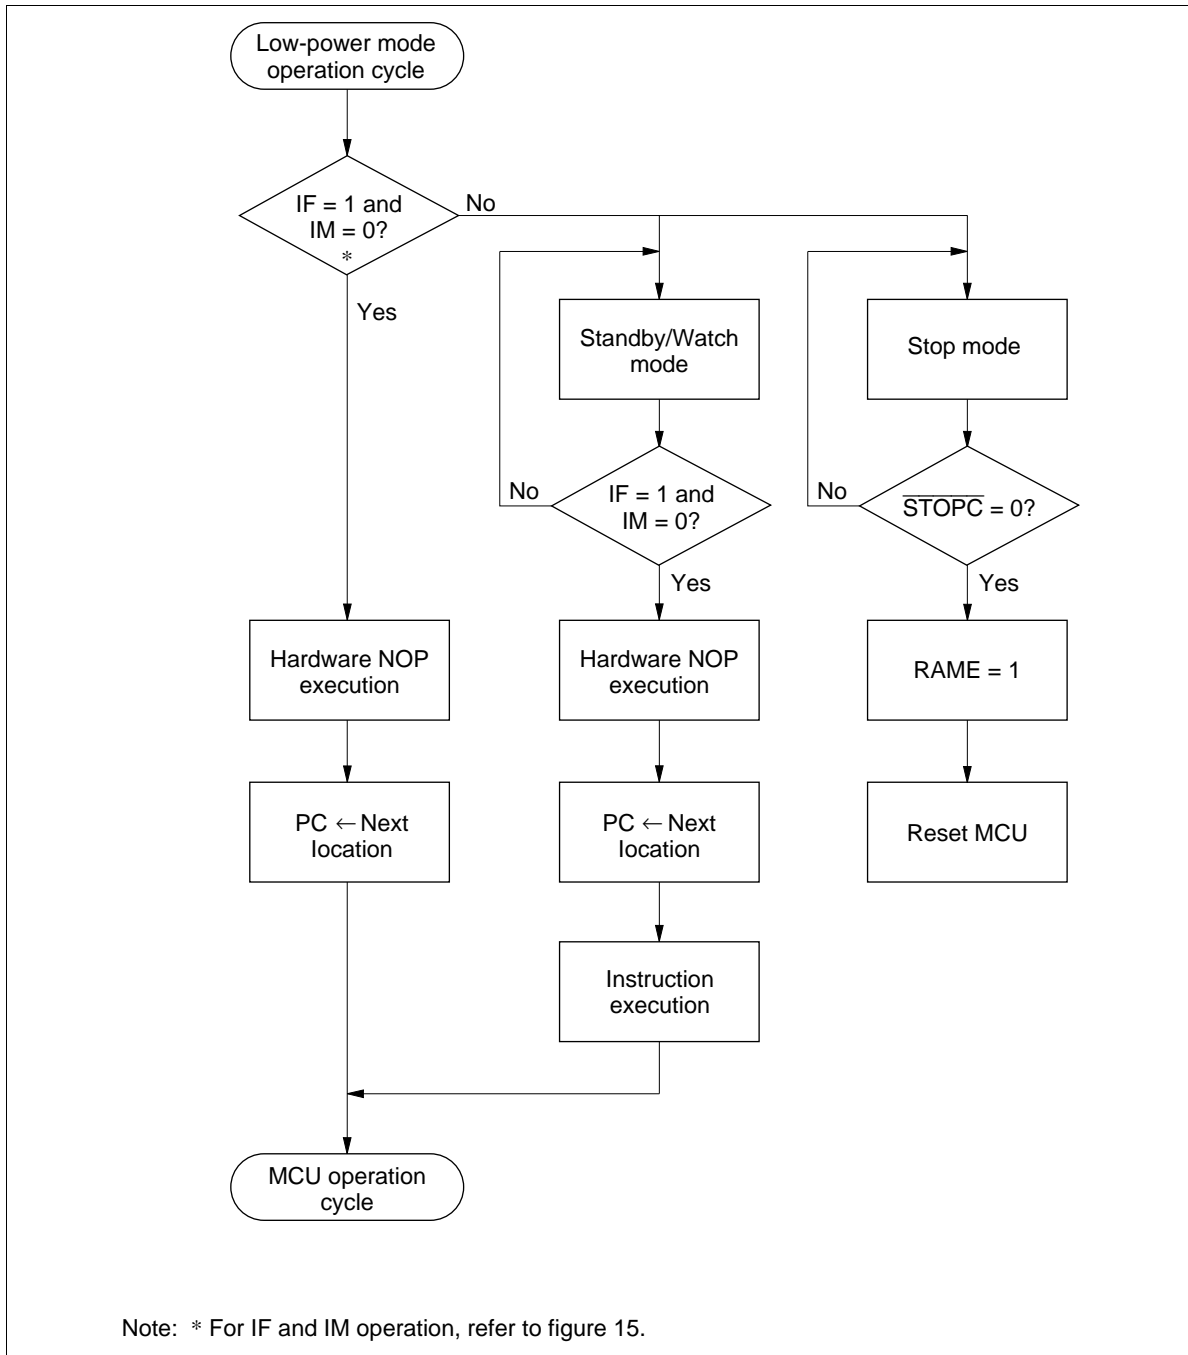 Low-power mode
operation cycle
IF = 1 and
IM = 0?
*
No
Yes
Standby/Watch
mode
Stop mode
No
IF = 1 and
IM = 0?
Yes
No
STOPC = 0?
Yes
Hardware NOP
execution
Hardware NOP
execution
RAME = 1
PC ← Next
location
PC ← Next
location
Reset MCU
Instruction
execution
MCU operation
cycle
Note: * For IF and IM operation, refer to figure 15.